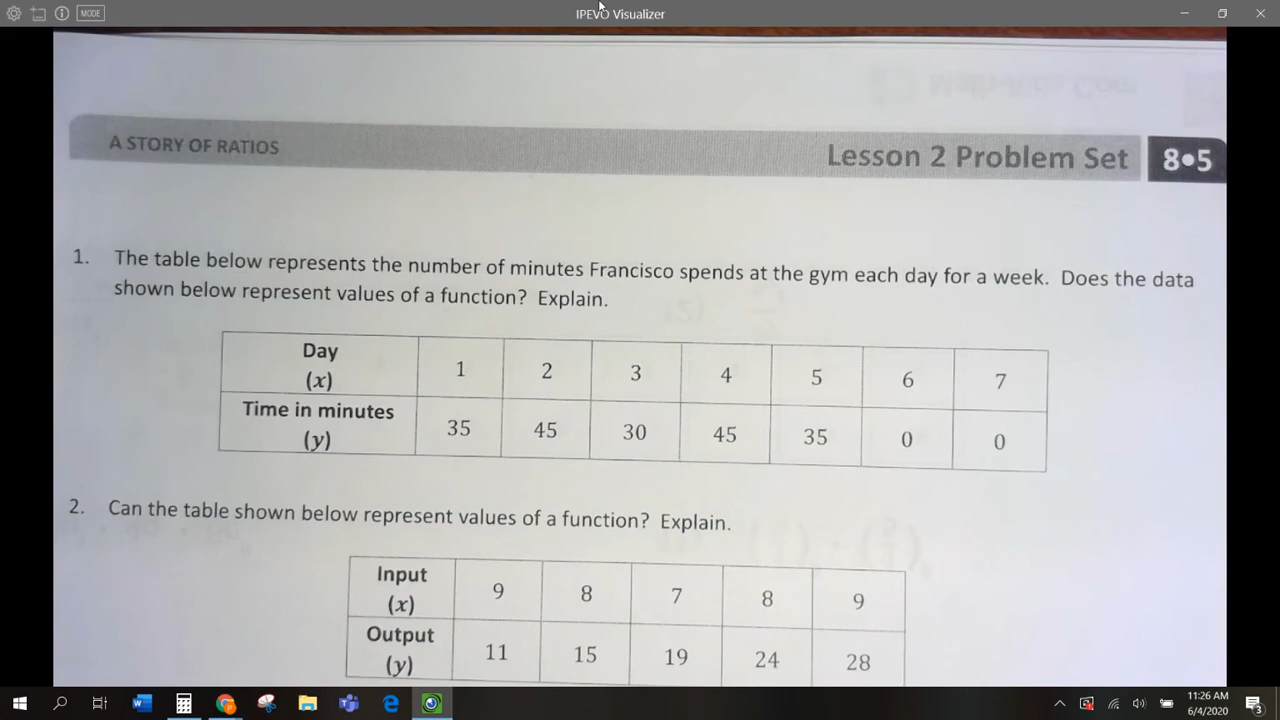 MODE
IPEVO Visualizer
A STORY OF RATIOS
Lesson 2 Problem Set 8•5
1. The table below represents the number of minutes Francisco spends at the gym each day for a week. Does the data
shown below represent values of a function? Explain.
Day
(x) 1 2 3 4 5 6 7
Time in minutes
(y) 35 45 30 45 35 0 0
2. Can the table shown below represent values of a function? Explain.
Input
(x) 9 8 7 8 9
Output
(y) 11 15 19 24 28
11:26 AM
6/4/2020
3